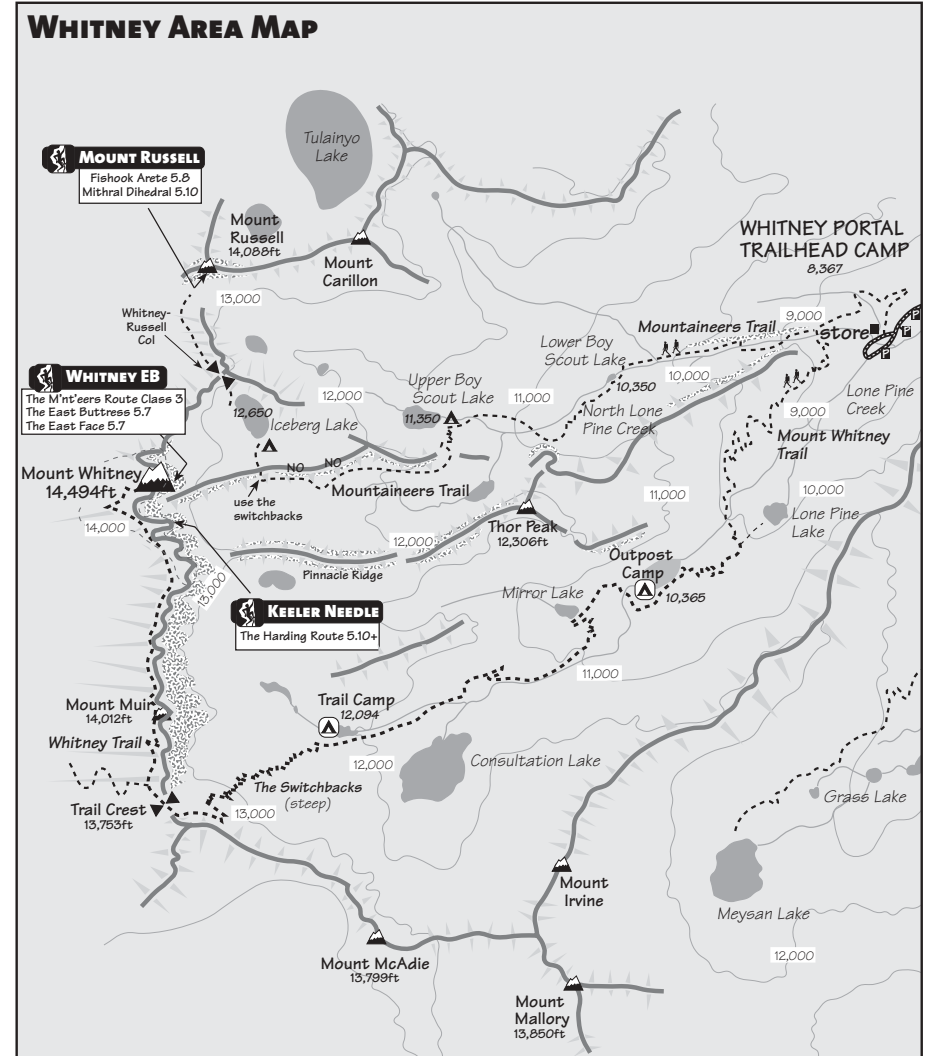 WHITNEY AREA MAP
Tulainyo
Lake
MOUNT RUSSELL
Fishook Arete 5.8
Mithral Dihedral 5.10
Mount
Russell
14,088ft
Mount
Carillon
WHITNEY PORTAL
TRAILHEAD CAMP
8,367
13,000
Whitney-
Russell
Col
9,000
Mountaineers Trail
store
P
P
P
Lower Boy
Scout Lake
10,350
10,000
WHITNEY EB
The M'nt'eers Route Class 3
The East Buttress 5.7
The East Face 5.7
12,650
12,000
Upper Boy
Scout Lake
11,350
11,000
North Lone
Pine Creek
Lone Pine
Creek
9,000
Iceberg Lake
Mount Whitney
Trail
Mount Whitney
14,494ft
NO
NO
Mountaineers Trail
use the
switchbacks
11,000
10,000
Lone Pine
Lake
14,000
Thor Peak
12,306ft
12,000
Pinnacle Ridge
13,000
Outpost
Camp
10,365
Mirror Lake
KEELER NEEDLE
The Harding Route 5.10+
11,000
Mount Muir
14,012ft
Trail Camp
12,094
Whitney Trail
12,000
Consultation Lake
The Switchbacks
(steep)
Trail Crest
13,753ft
13,000
Grass Lake
Mount
Irvine
Meysan Lake
12,000
Mount McAdie
13,799ft
Mount
Mallory
13,850ft